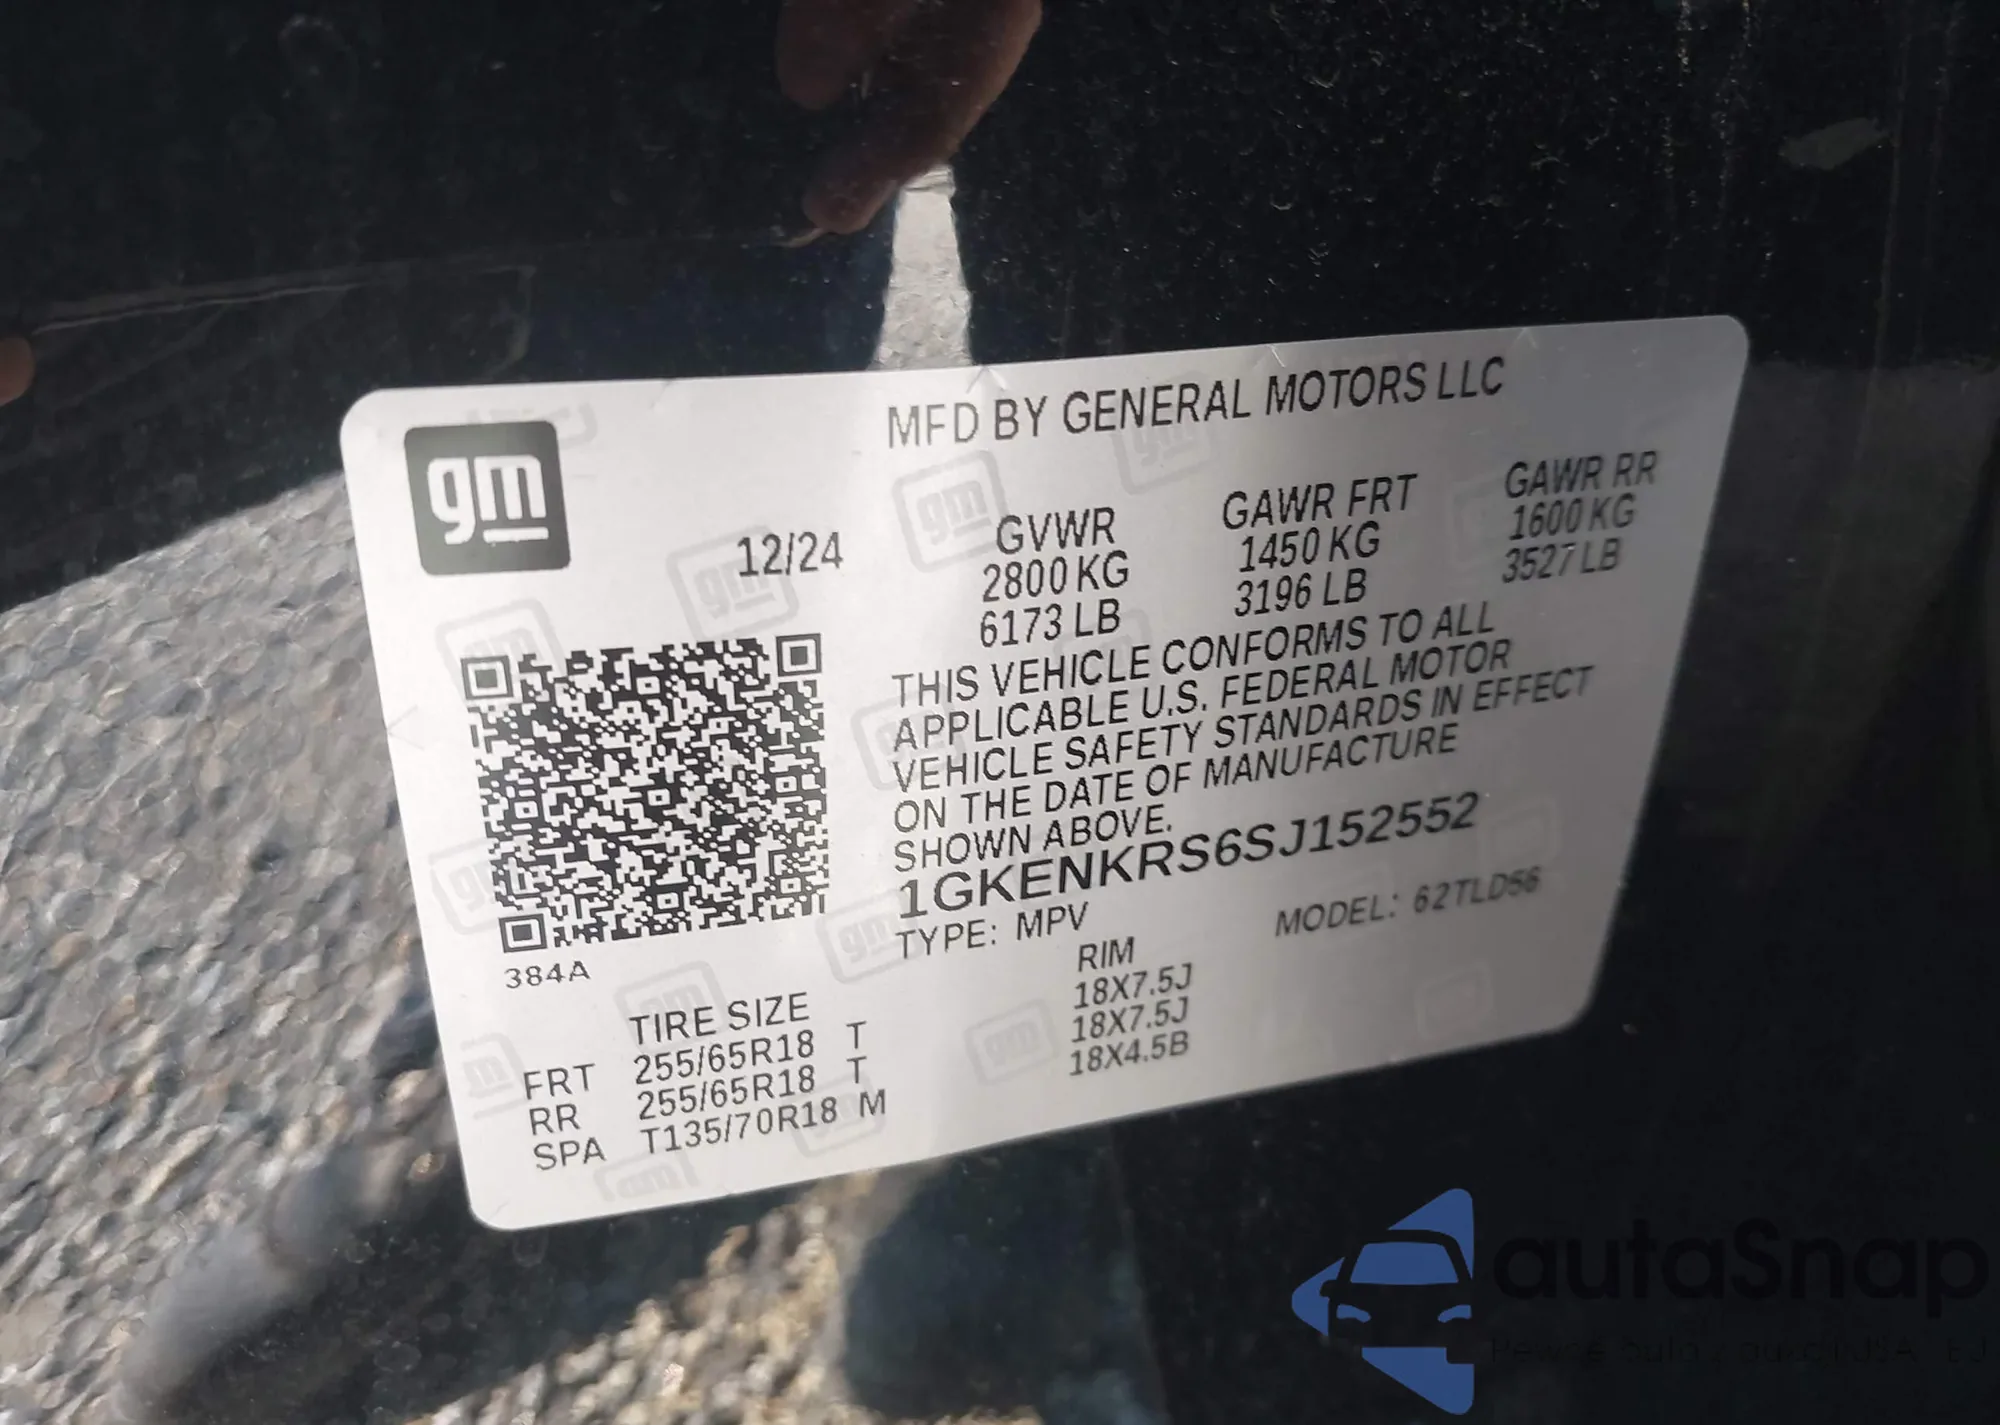 MFD BY GENERAL MOTORS LLC
gm
12/24
GVWR GAWR FRT GAWR RR
2800 KG 1450 KG 1600 KG
6173 LB 3196 LB 3527 LB
THIS VEHICLE CONFORMS TO ALL
APPLICABLE U.S. FEDERAL MOTOR
VEHICLE SAFETY STANDARDS IN EFFECT
ON THE DATE OF MANUFACTURE
SHOWN ABOVE.
1GKENKRS6SJ152552
TYPE: MPV MODEL: 62TLD56
384A
TIRE SIZE RIM
FRT 255/65R18 T 18X7.5J
RR 255/65R18 T 18X7.5J
SPA T135/70R18 M 18X4.5B
autaSnap